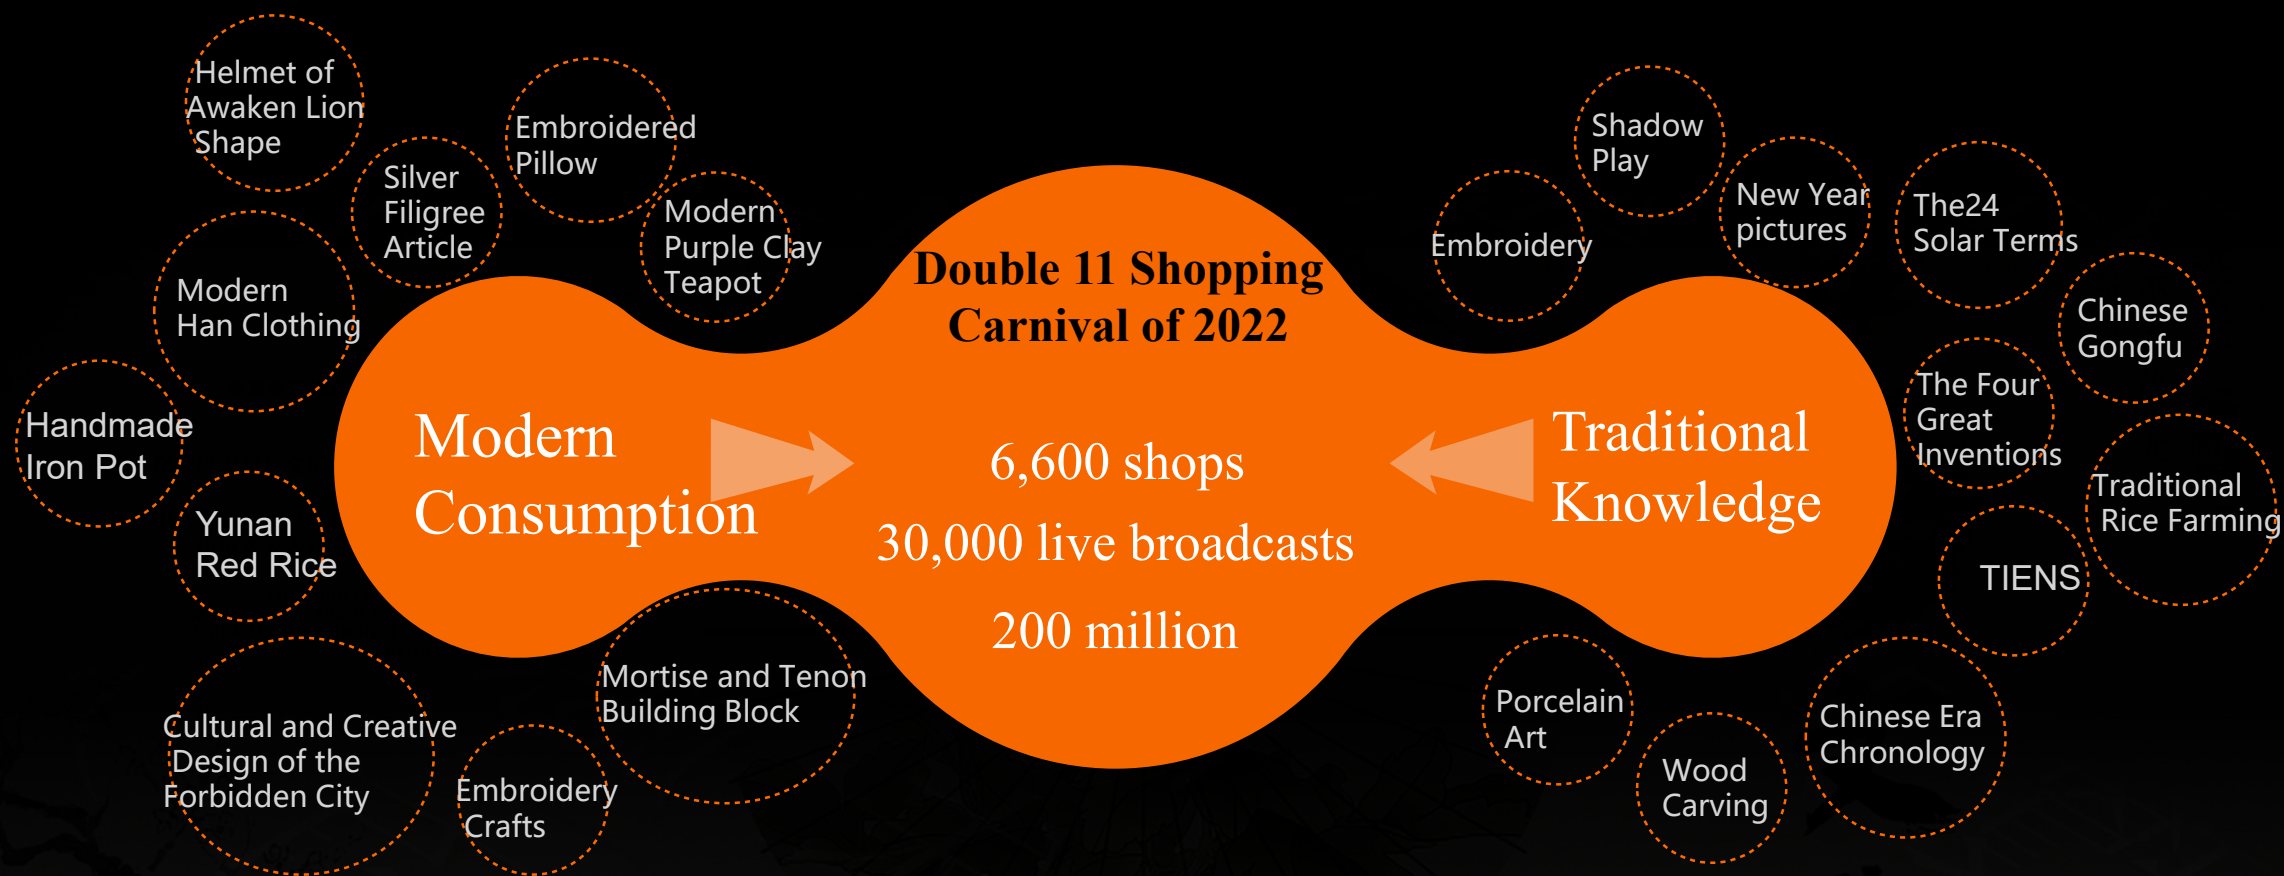 Helmet of
Awaken Lion
Shape
Silver
Filigree
Article
Embroidered
Pillow
Modern
Purple Clay
Teapot
Modern
Han Clothing
Handmade
Iron Pot
Yunan
Red Rice
Cultural and Creative
Design of the
Forbidden City
Embroidery
Crafts
Mortise and Tenon
Building Block
Modern
Consumption
Double 11 Shopping
Carnival of 2022
6,600 shops
30,000 live broadcasts
200 million
Traditional
Knowledge
Embroidery
Shadow
Play
New Year
pictures
The24
Solar Terms
Chinese
Gongfu
The Four
Great
Inventions
Traditional
Rice Farming
TIENS
Chinese Era
Chronology
Wood
Carving
Porcelain
Art